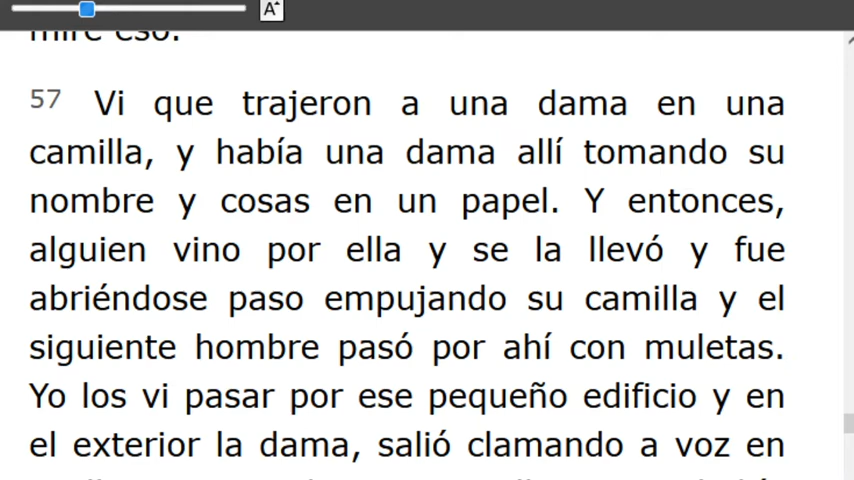 A
mire eso.
57 Vi que trajeron a una dama en una
camilla, y había una dama allí tomando su
nombre y cosas en un papel. Y entonces,
alguien vino por ella y se la llevó y fue
abriéndose paso empujando su camilla y el
siguiente hombre pasó por ahí con muletas.
Yo los vi pasar por ese pequeño edificio y en
el exterior la dama, salió clamando a voz en